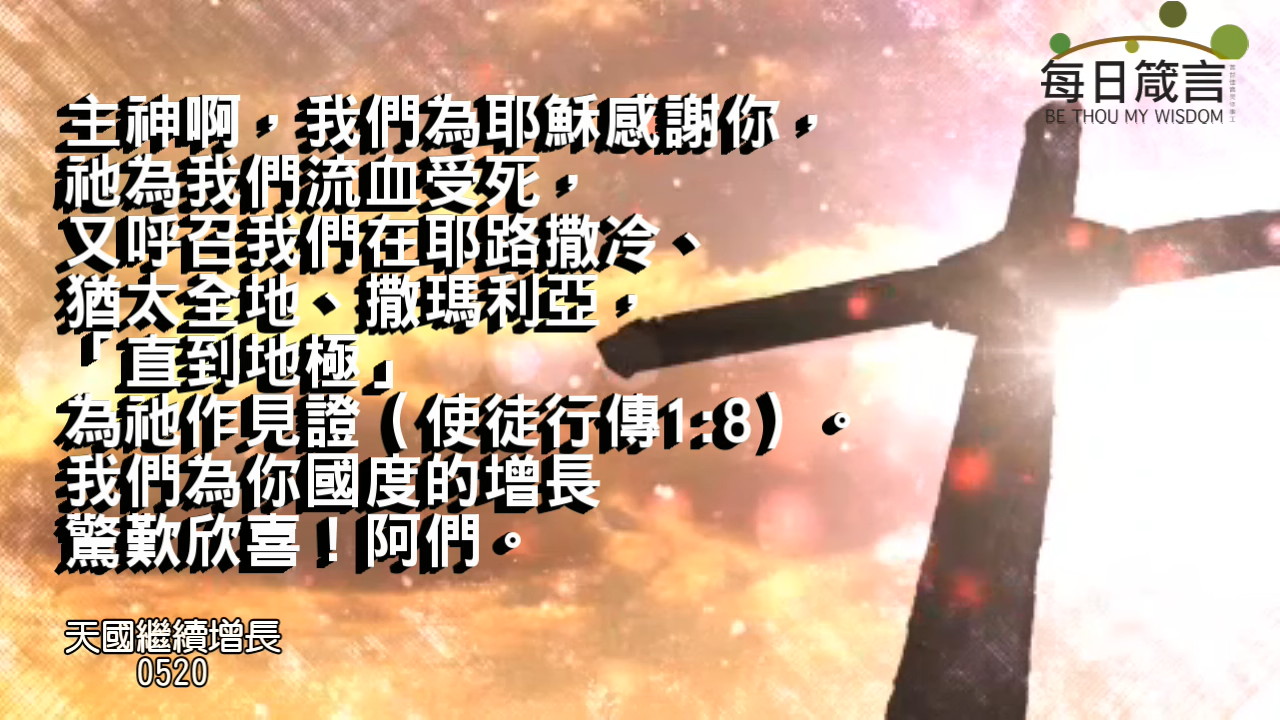 每日箴言
BE THOU MY WISDOM
主神啊，我們為耶穌感謝你，
祂為我們流血受死，
又呼召我們在耶路撒冷、
猶太全地、撒瑪利亞，
「直到地極」
為祂作見證（使徒行傳1:8）。
我們為你國度的增長
驚歎欣喜！阿們。
天國繼續增長
0520